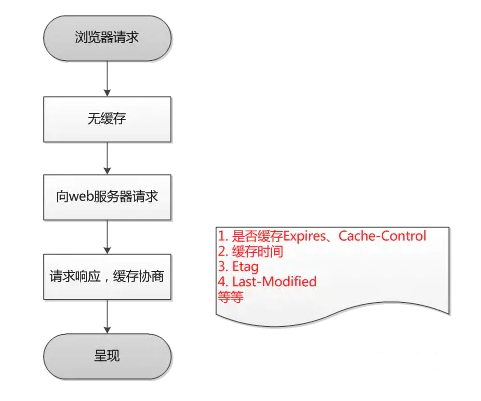 浏览器请求
无缓存
向web服务器请求
请求响应，缓存协商
呈现
1. 是否缓存Expires、Cache-Control
2. 缓存时间
3. Etag
4. Last-Modified
等等